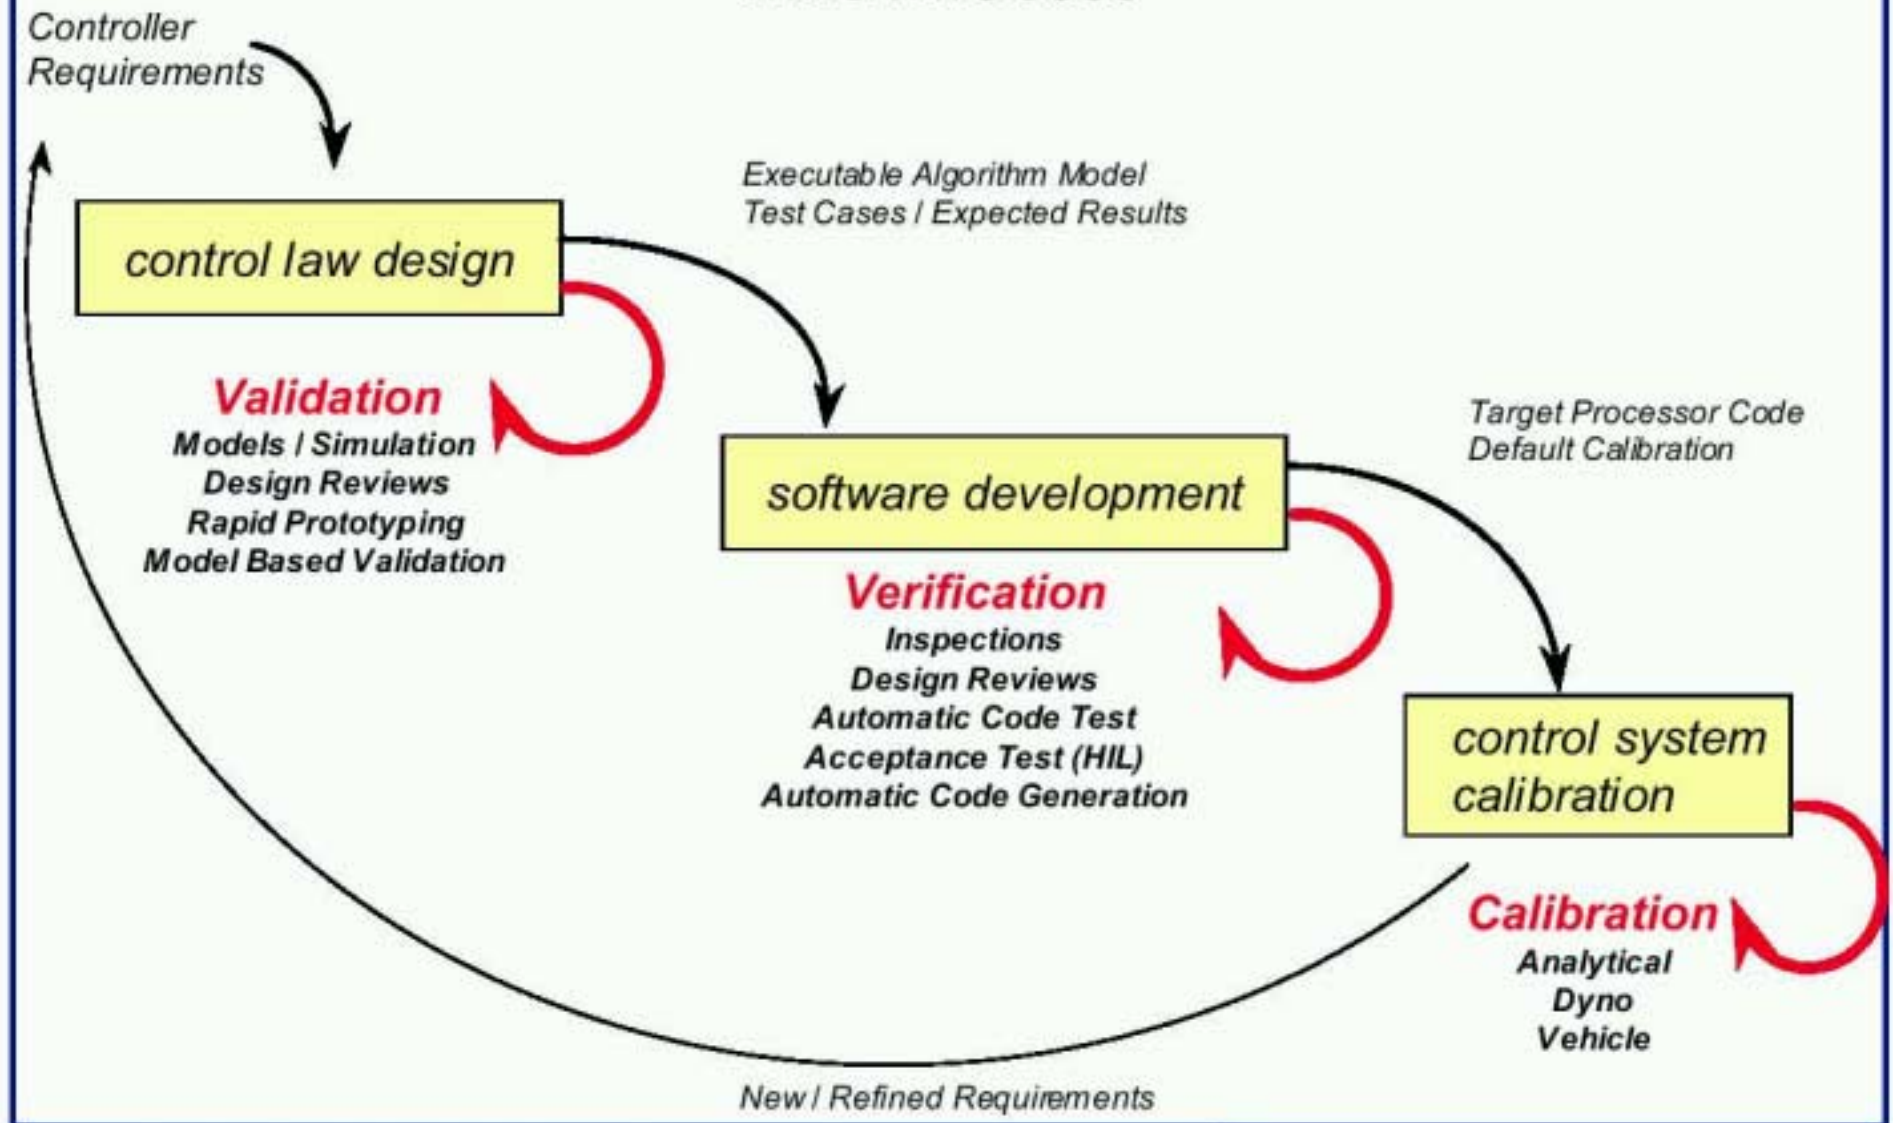 Controller
Requirements
Executable Algorithm Model
Test Cases / Expected Results
control law design
Validation
Models / Simulation
Design Reviews
Rapid Prototyping
Model Based Validation
Target Processor Code
Default Calibration
software development
Verification
Inspections
Design Reviews
Automatic Code Test
Acceptance Test (HIL)
Automatic Code Generation
control system
calibration
Calibration
Analytical
Dyno
Vehicle
New / Refined Requirements